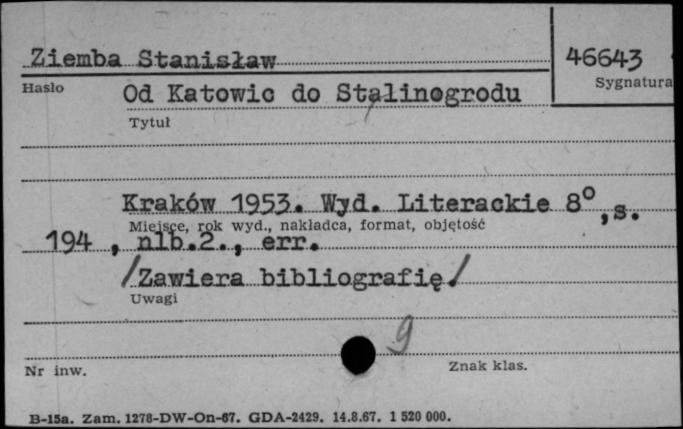 Ziemba Stanisław
46643
Hasło
Sygnatura
Od Katowic do Stalinogrodu
Tytuł
Kraków 1953. Wyd. Literackie 8°, s.
Miejsce, rok wyd., nakładca, format, objętość
194, nlb.2., err.
/Zawiera bibliografię/
Uwagi
9
Nr inw.
Znak klas.
B-15a. Zam. 1278-DW-On-67. GDA-2429. 14.8.67. 1 520 000.